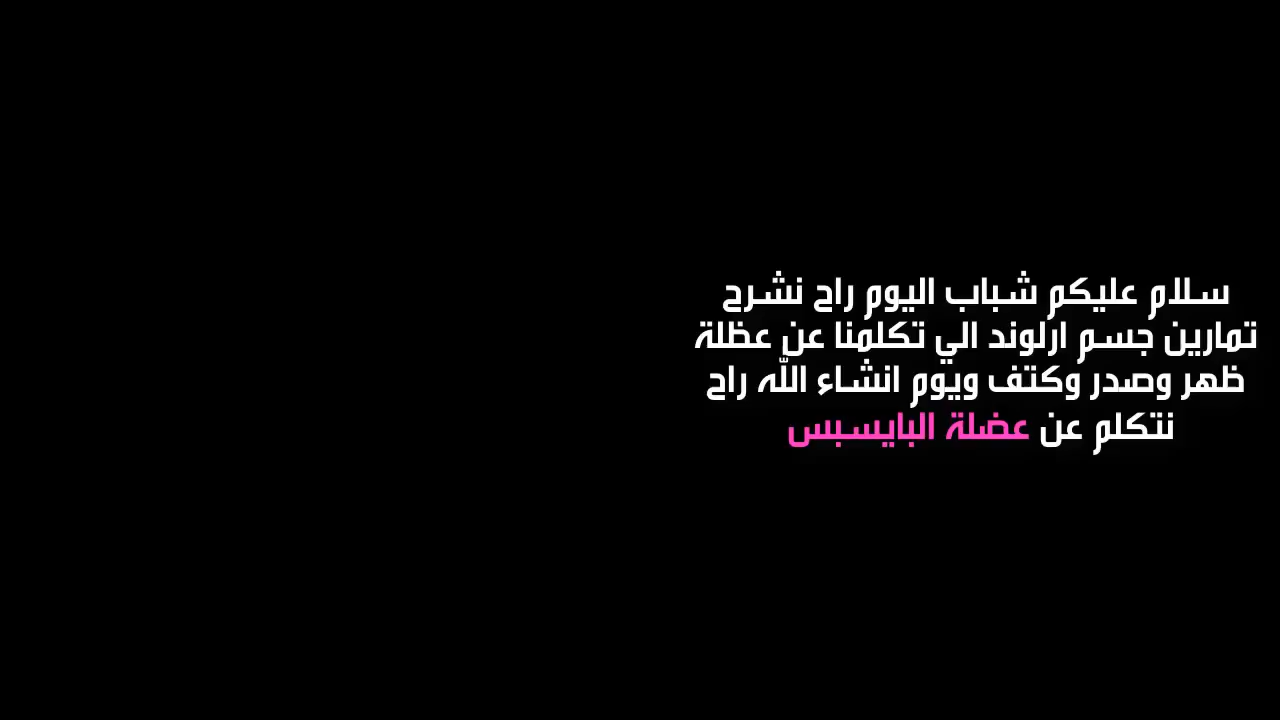 سلام عليكم شباب اليوم راح نشرح
تمارين جسم ارلوند الي تكلمنا عن عظلة
ظهر وصدر وكتف ويوم انشاء الله راح
نتكلم عن عضلة البايسبس